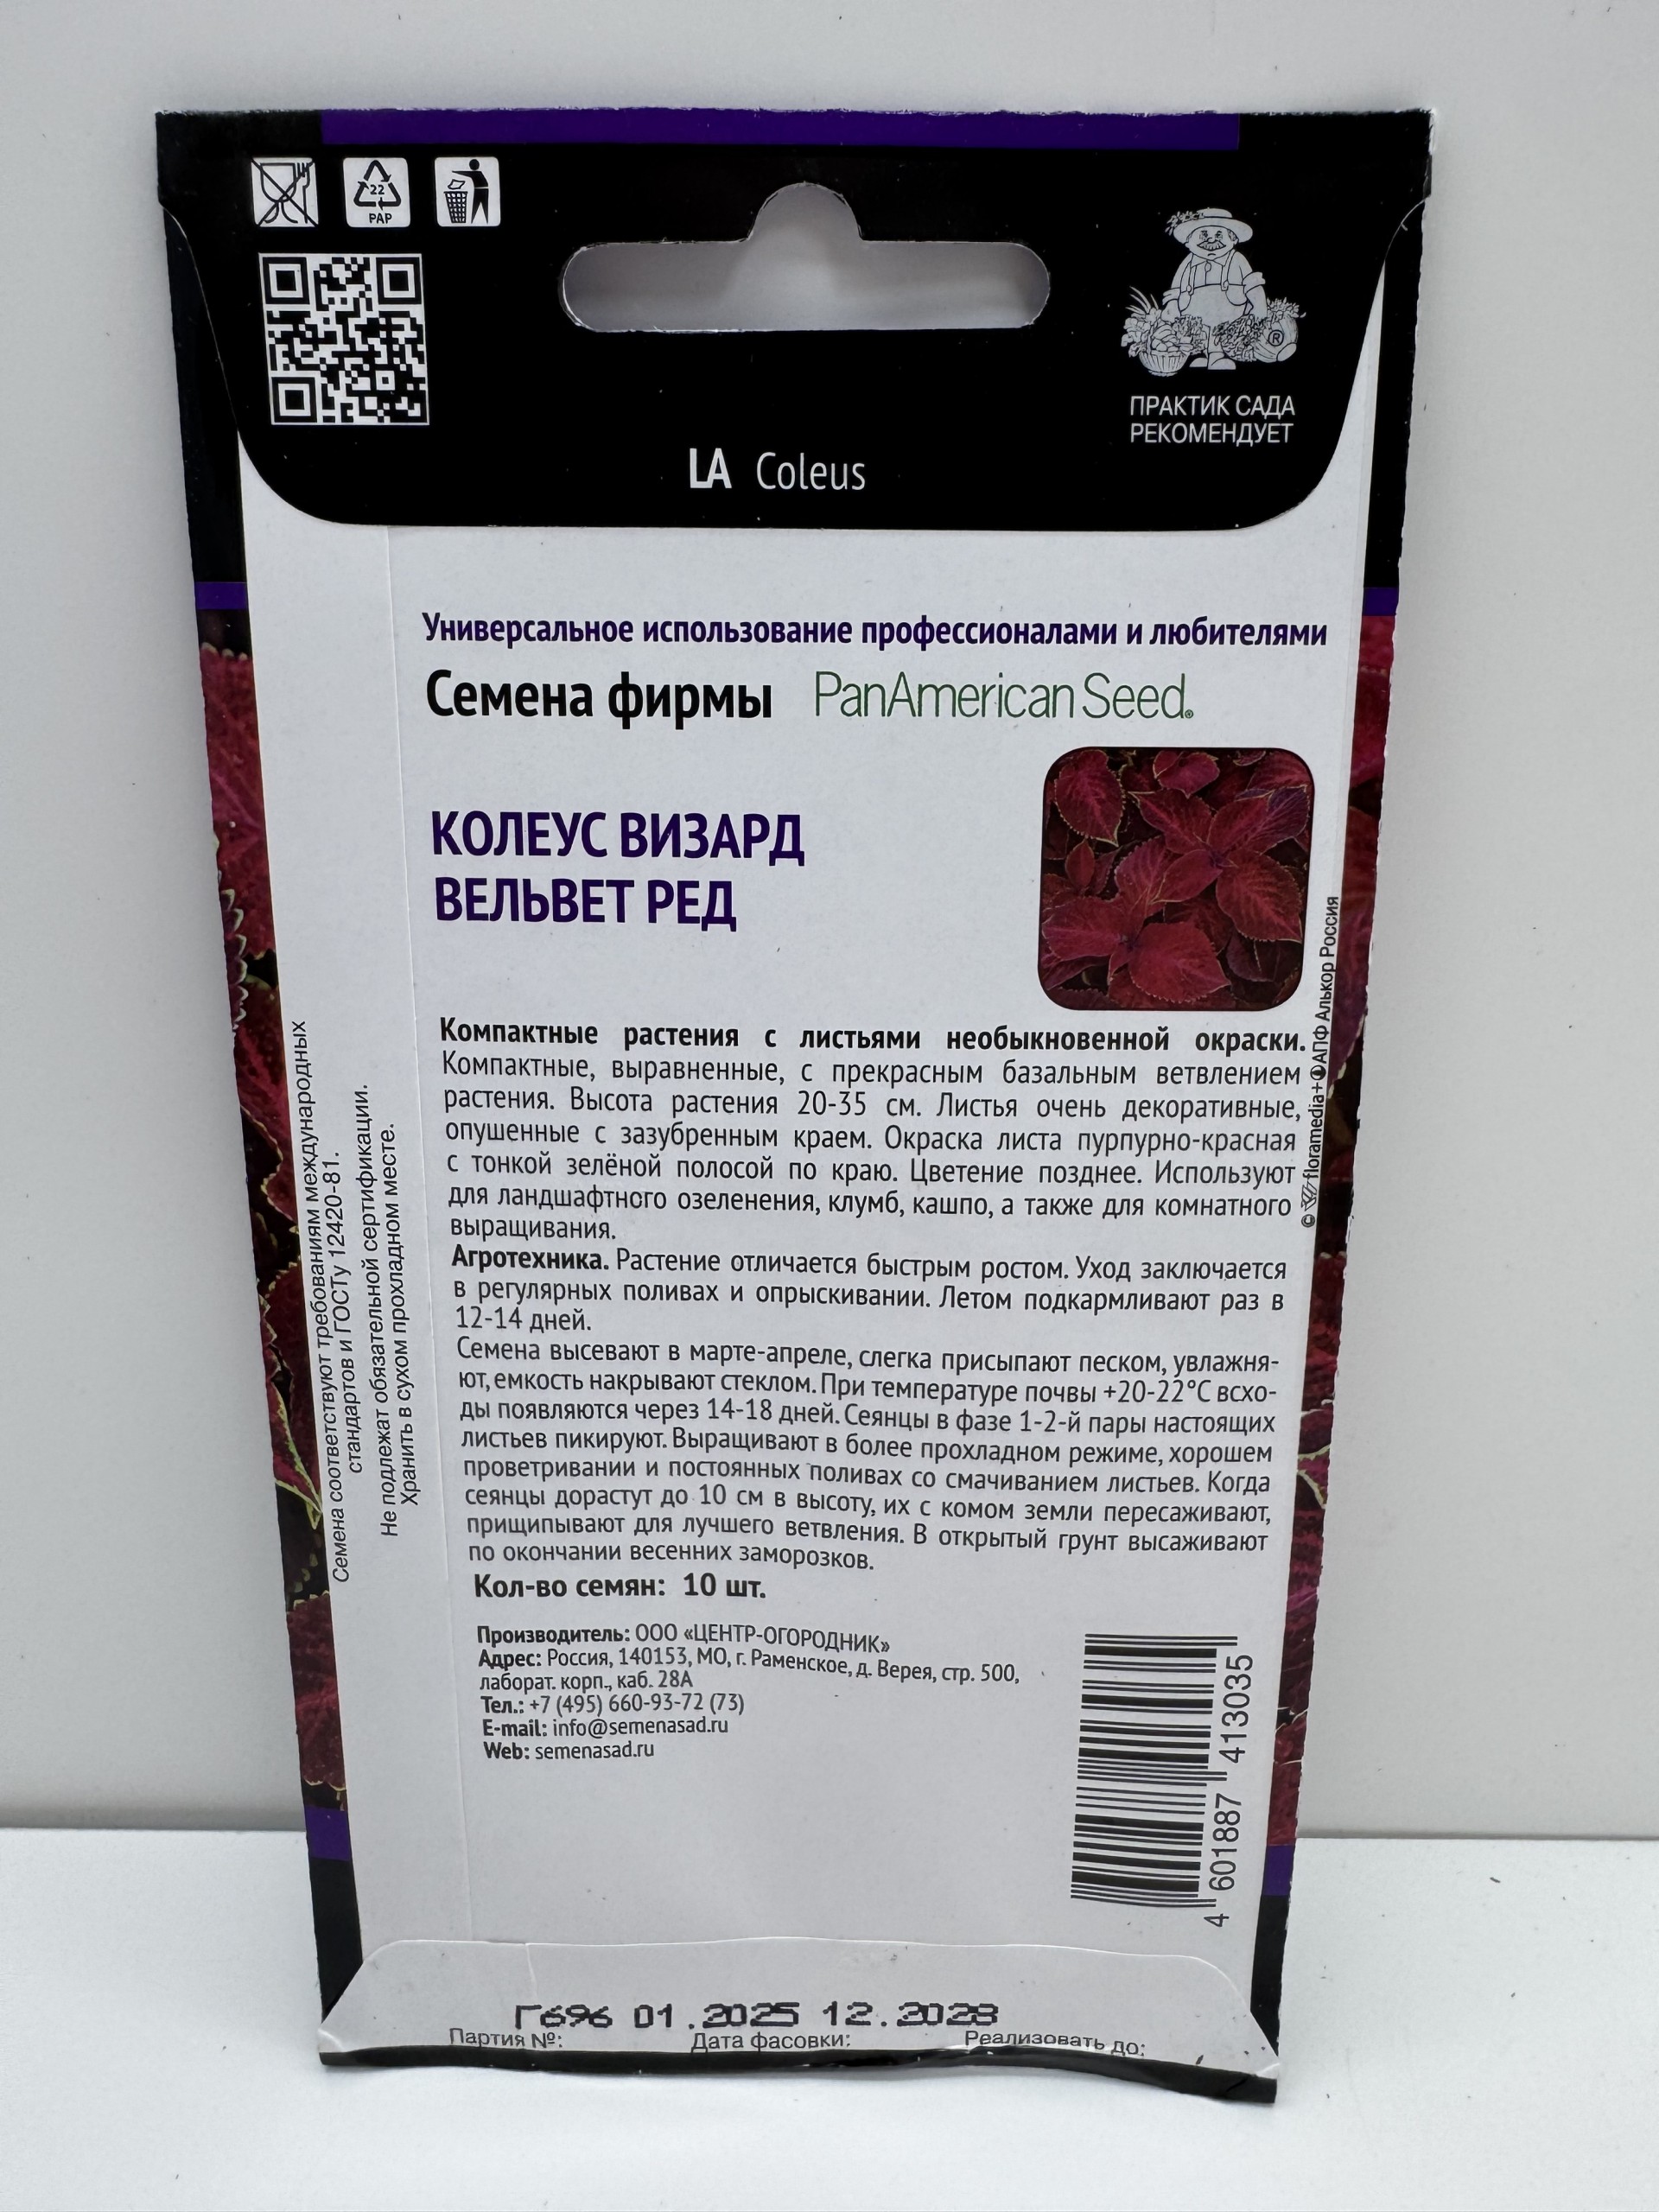 22
PAP
®
ПРАКТИК САДА
РЕКОМЕНДУЕТ
LA Coleus
Универсальное использование профессионалами и любителями
Семена фирмы PanAmerican Seed®
КОЛЕУС ВИЗАРД
ВЕЛЬВЕТ РЕД
Компактные растения с листьями необыкновенной окраски.
Компактные, выравненные, с прекрасным базальным ветвлением
растения. Высота растения 20-35 см. Листья очень декоративные,
опушенные с зазубренным краем. Окраска листа пурпурно-красная
с тонкой зелёной полосой по краю. Цветение позднее. Используют
для ландшафтного озеленения, клумб, кашпо, а также для комнатного
выращивания.
Агротехника. Растение отличается быстрым ростом. Уход заключается
в регулярных поливах и опрыскивании. Летом подкармливают раз в
12-14 дней.
Семена высевают в марте-апреле, слегка присыпают песком, увлажня-
ют, емкость накрывают стеклом. При температуре почвы +20-22°С всхо-
ды появляются через 14-18 дней. Сеянцы в фазе 1-2-й пары настоящих
листьев пикируют. Выращивают в более прохладном режиме, хорошем
проветривании и постоянных поливах со смачиванием листьев. Когда
сеянцы дорастут до 10 см в высоту, их с комом земли пересаживают,
прищипывают для лучшего ветвления. В открытый грунт высаживают
по окончании весенних заморозков.
Кол-во семян: 10 шт.
Производитель: ООО «ЦЕНТР-ОГОРОДНИК»
Адрес: Россия, 140153, МО, г. Раменское, д. Верея, стр. 500,
лаборат. корп., каб. 28А
Тел.: +7 (495) 660-93-72 (73)
E-mail: info@semenasad.ru
Web: semenasad.ru
4 601887 413035
© floramedia+ АПФ Алькор Россия
Семена соответствуют требованиям международных
стандартов и ГОСТу 12420-81.
Не подлежат обязательной сертификации.
Хранить в сухом прохладном месте.
Г696 01.2025 12.2028
Партия №: Дата фасовки: Реализовать до: